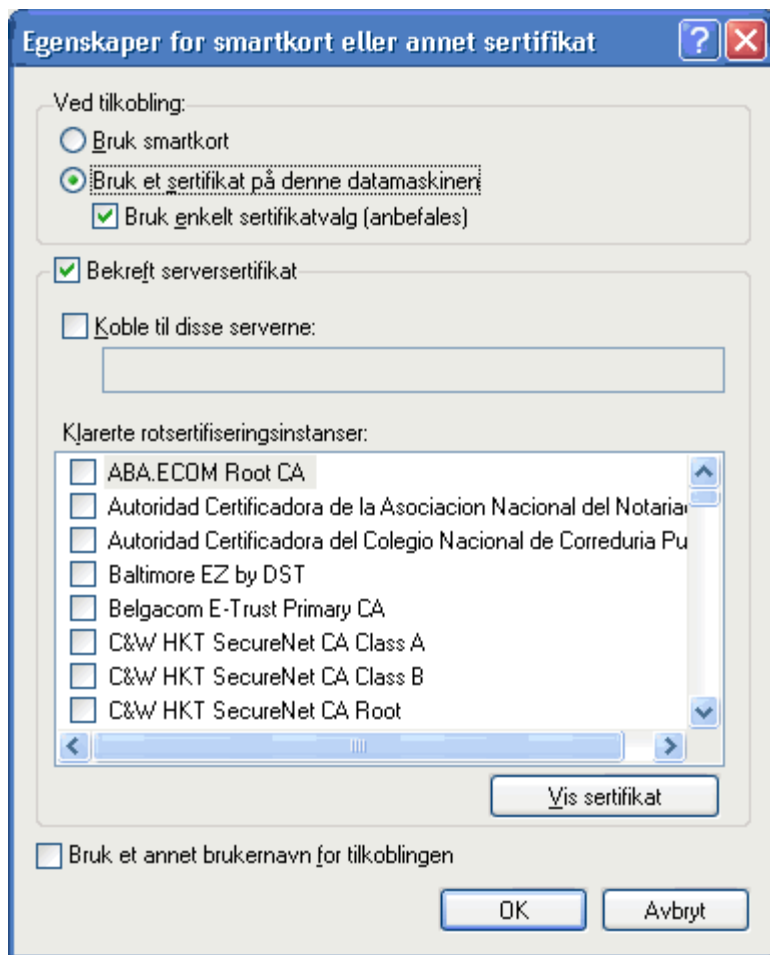 Egenskaper for smartkort eller annet sertifikat
Ved tilkobling:
Bruk smartkort
Bruk et sertifikat på denne datamaskinen
Bruk enkelt sertifikatvalg (anbefales)
Bekreft serversertifikat
Koble til disse serverne:
Klarerte rotsertifiseringsinstanser:
ABA.ECOM Root CA
Autoridad Certificadora de la Asociacion Nacional del
Autoridad Certificadora del Colegio Nacional de Correduria Pu
Baltimore EZ by DST
Belgacom E-Trust Primary CA
C&W HKT SecureNet CA Class A
C&W HKT SecureNet CA Class B
C&W HKT SecureNet CA Root
Vis sertifikat
Bruk et annet brukernavn for tilkoblingen
OK
Avbryt